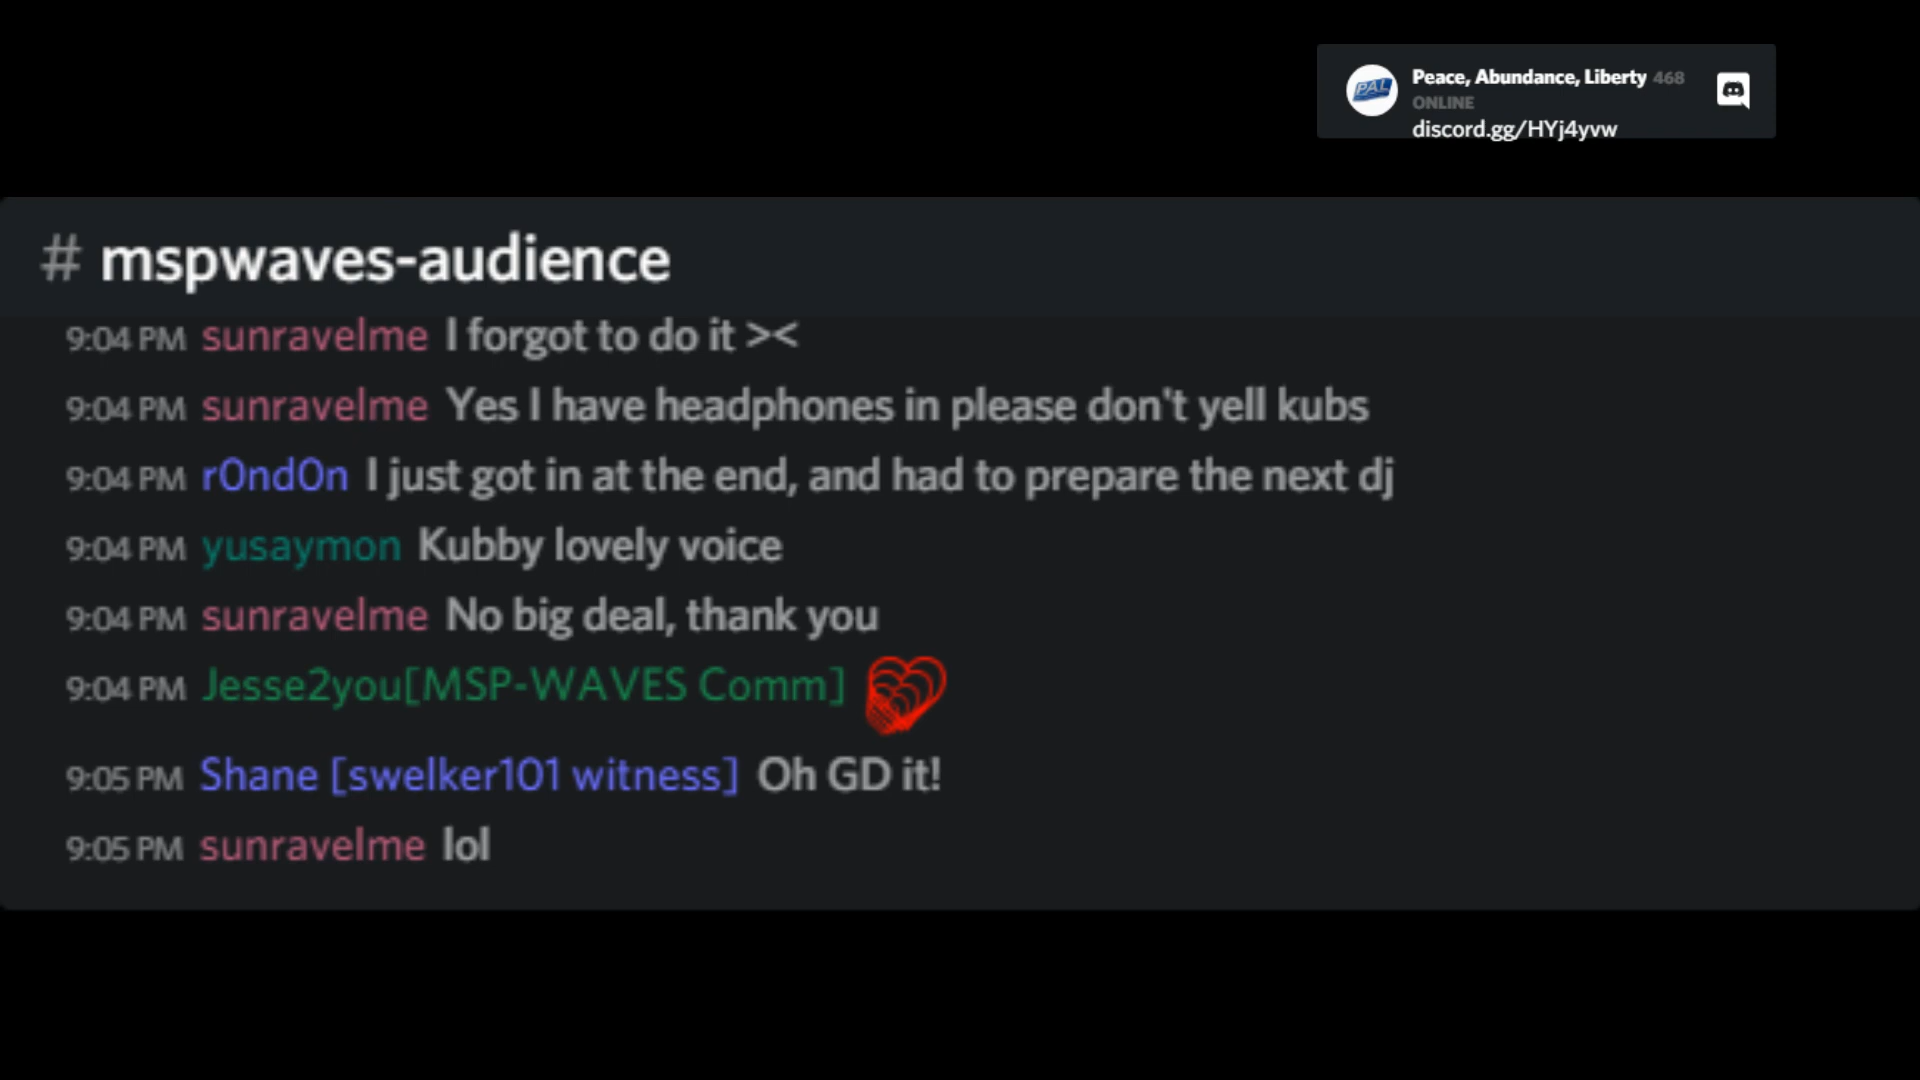 PAL
Peace, Abundance, Liberty 468
ONLINE
discord.gg/HYj4yvw
# mspwaves-audience
9:04 PM sunravelme I forgot to do it ><
9:04 PM sunravelme Yes I have headphones in please don't yell kubs
9:04 PM r0nd0n I just got in at the end, and had to prepare the next dj
9:04 PM yusaymon Kubby lovely voice
9:04 PM sunravelme No big deal, thank you
9:04 PM Jesse2you[MSP-WAVES Comm]
9:05 PM Shane [swelker101 witness] Oh GD it!
9:05 PM sunravelme lol